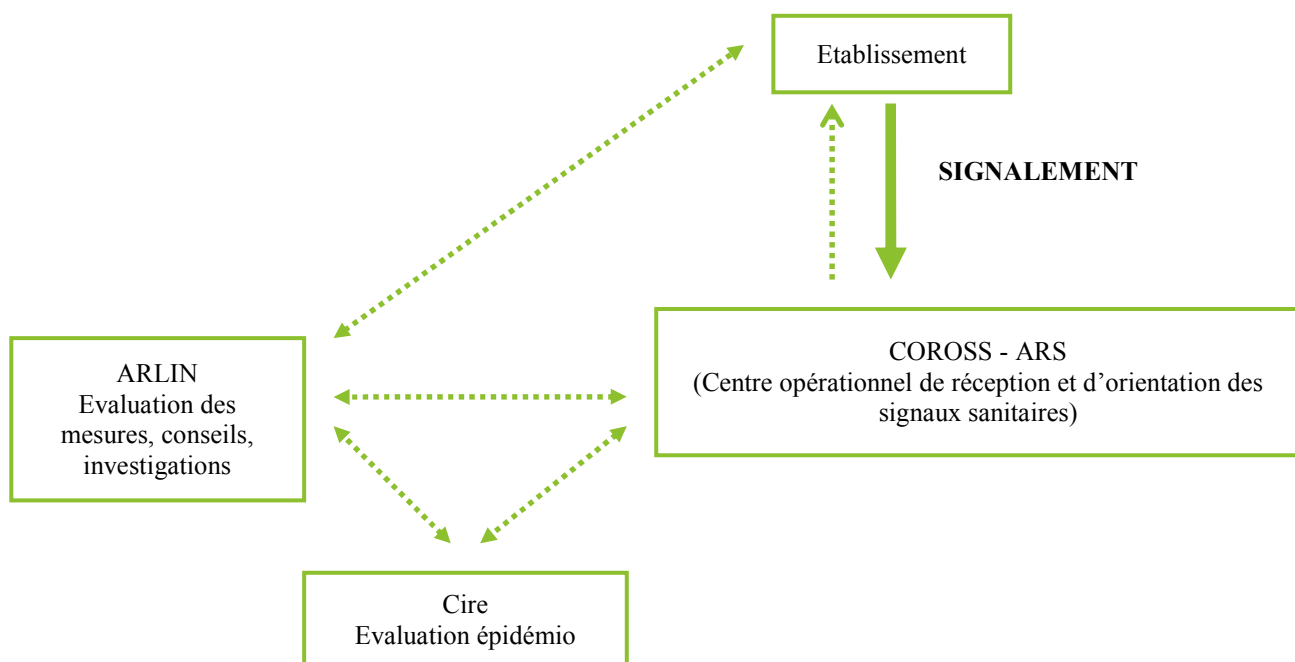 Etablissement
SIGNALEMENT
COROSS - ARS
(Centre opérationnel de réception et d’orientation des
signaux sanitaires)
ARLIN
Evaluation des
mesures, conseils,
investigations
Cire
Evaluation épidémio